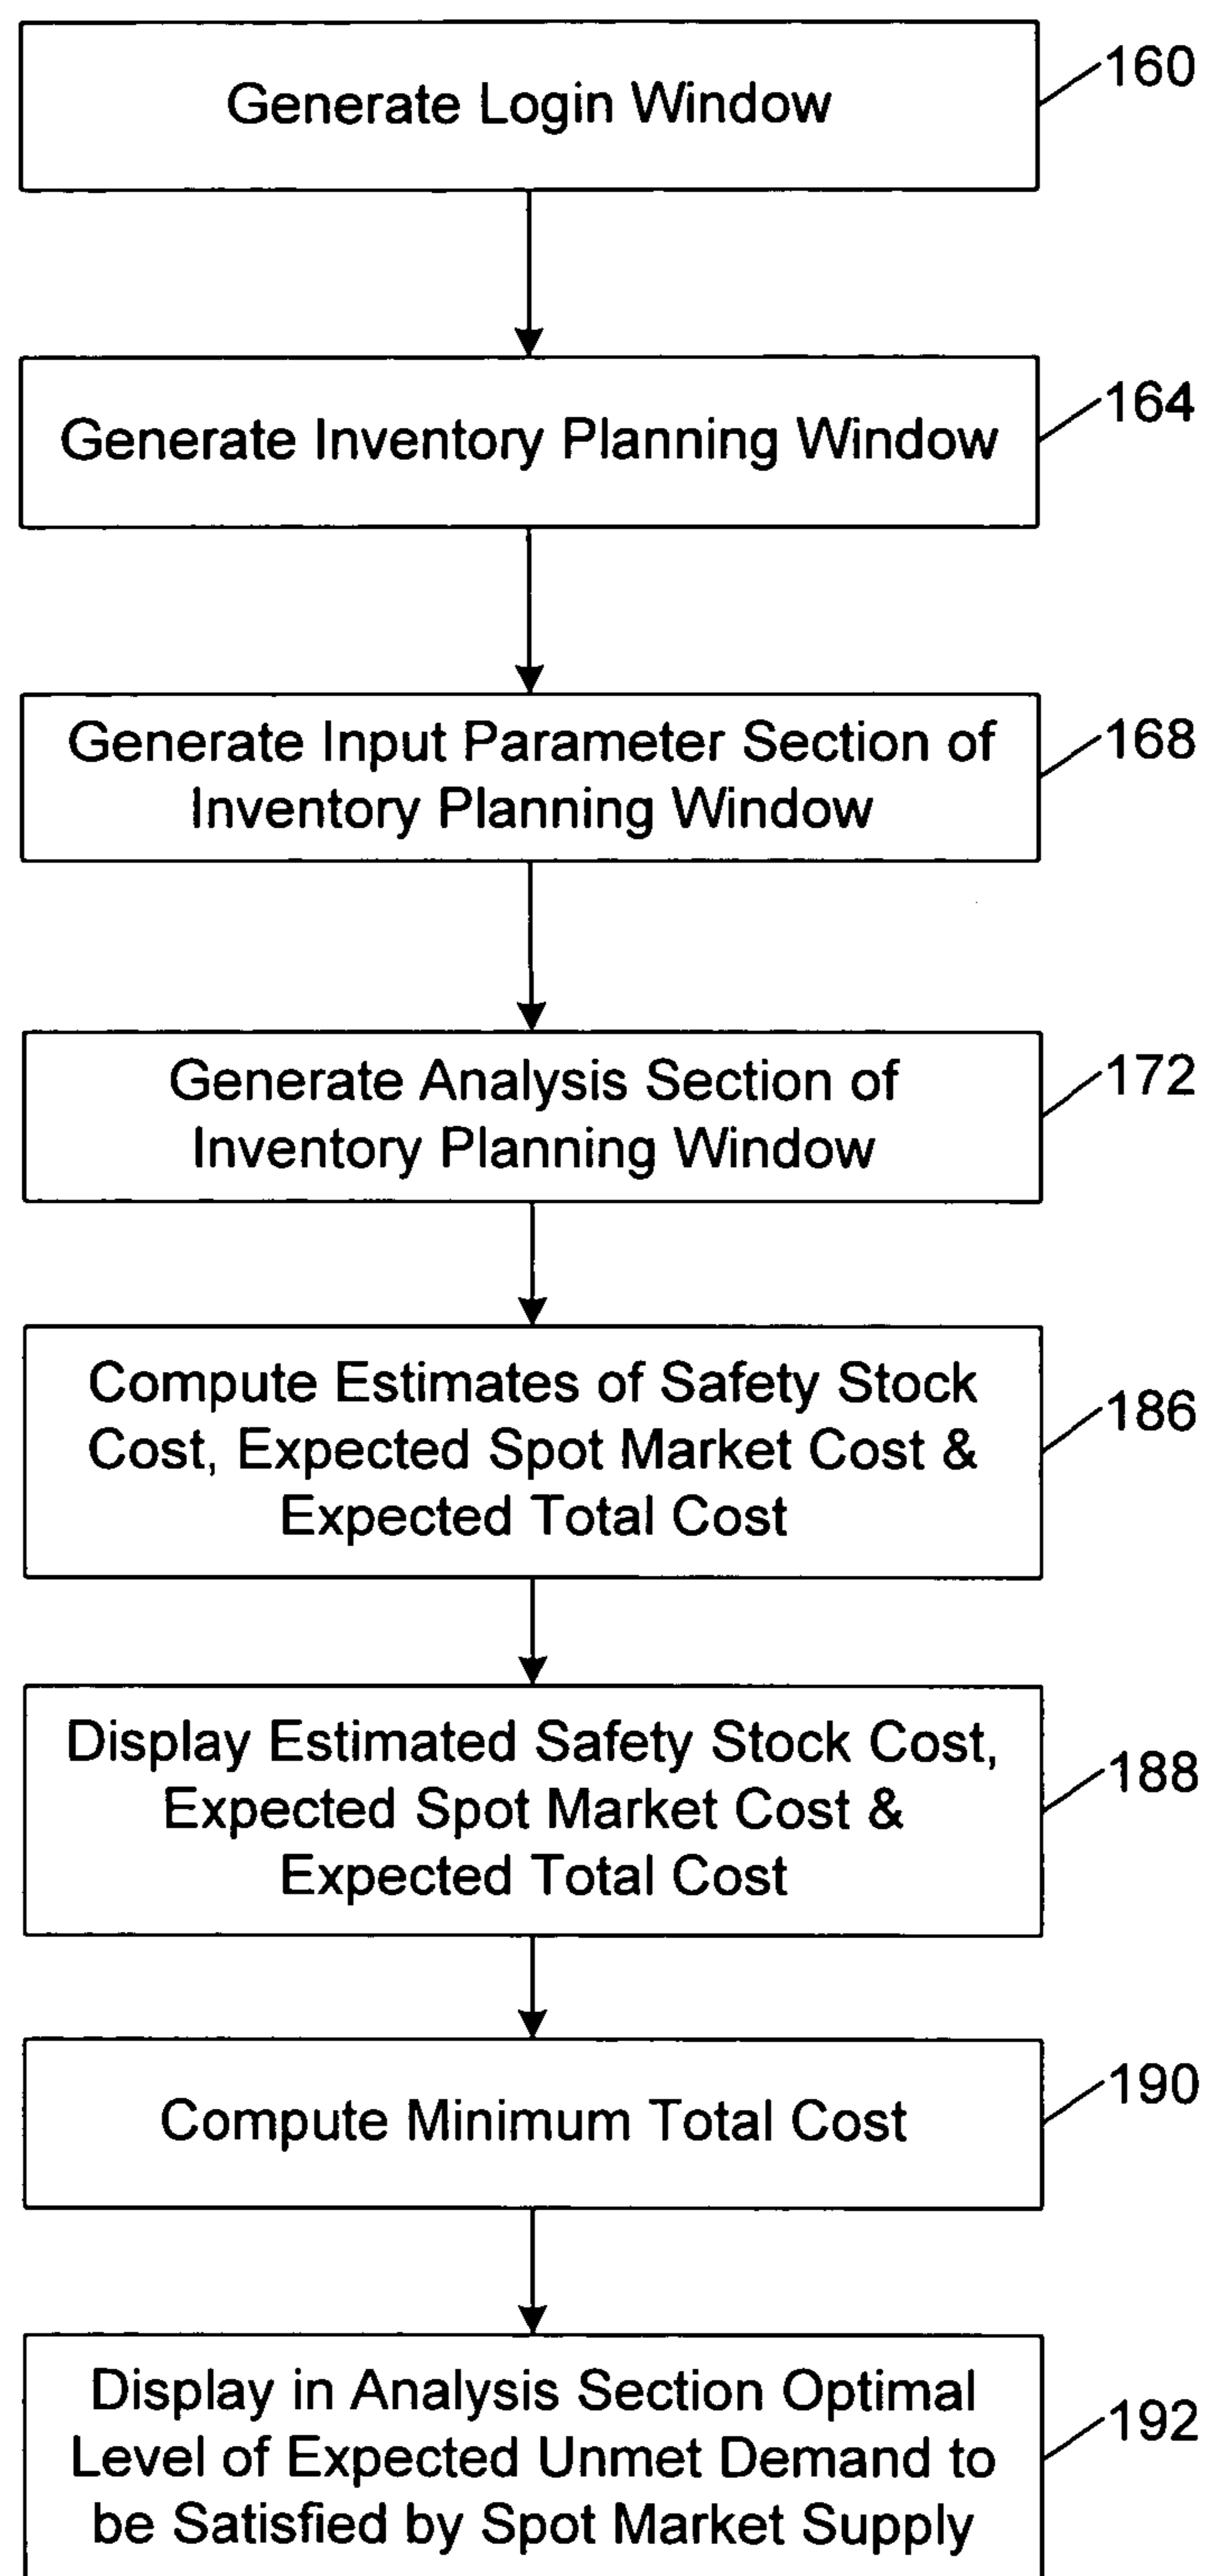 Generate Login Window
160
Generate Inventory Planning Window
164
Generate Input Parameter Section of
Inventory Planning Window
168
Generate Analysis Section of
Inventory Planning Window
172
Compute Estimates of Safety Stock
Cost, Expected Spot Market Cost &
Expected Total Cost
186
Display Estimated Safety Stock Cost,
Expected Spot Market Cost &
Expected Total Cost
188
Compute Minimum Total Cost
190
Display in Analysis Section Optimal
Level of Expected Unmet Demand to
be Satisfied by Spot Market Supply
192